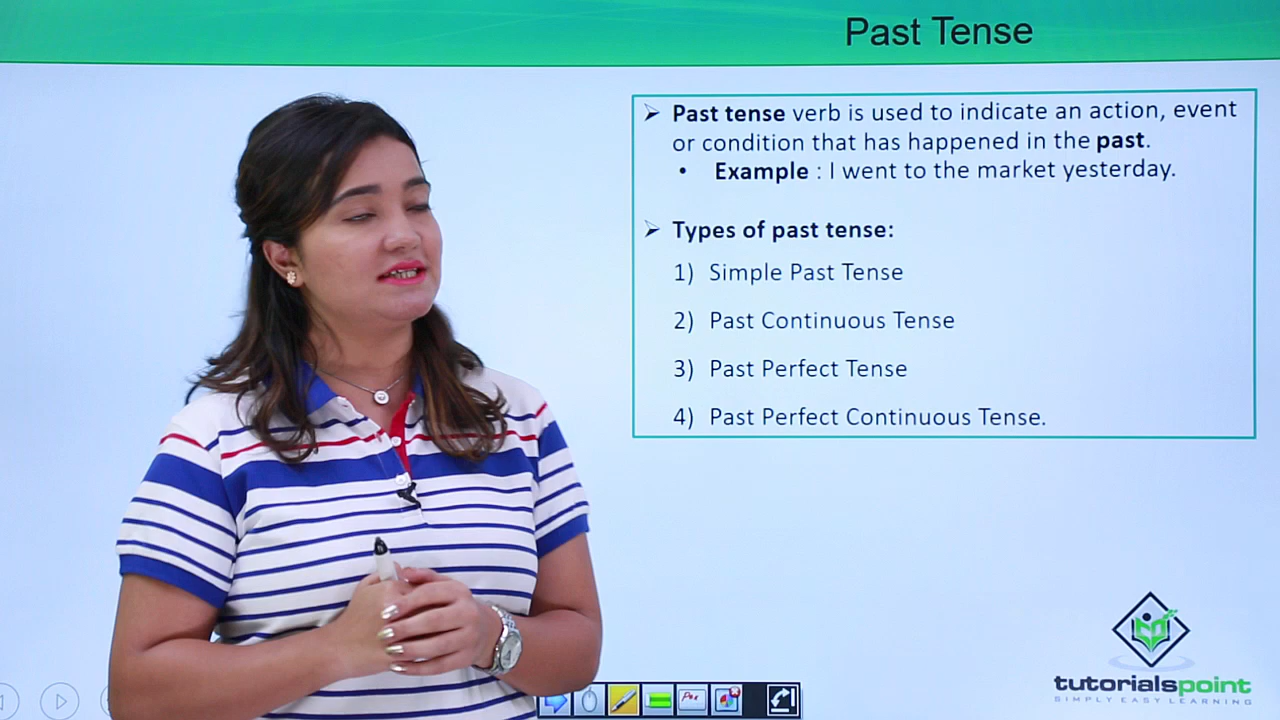 Past Tense
➢ Past tense verb is used to indicate an action, event
or condition that has happened in the past.
• Example : I went to the market yesterday.
➢ Types of past tense:
1) Simple Past Tense
2) Past Continuous Tense
3) Past Perfect Tense
4) Past Perfect Continuous Tense.
tutorialspoint
SIMPLY EASY LEARNING